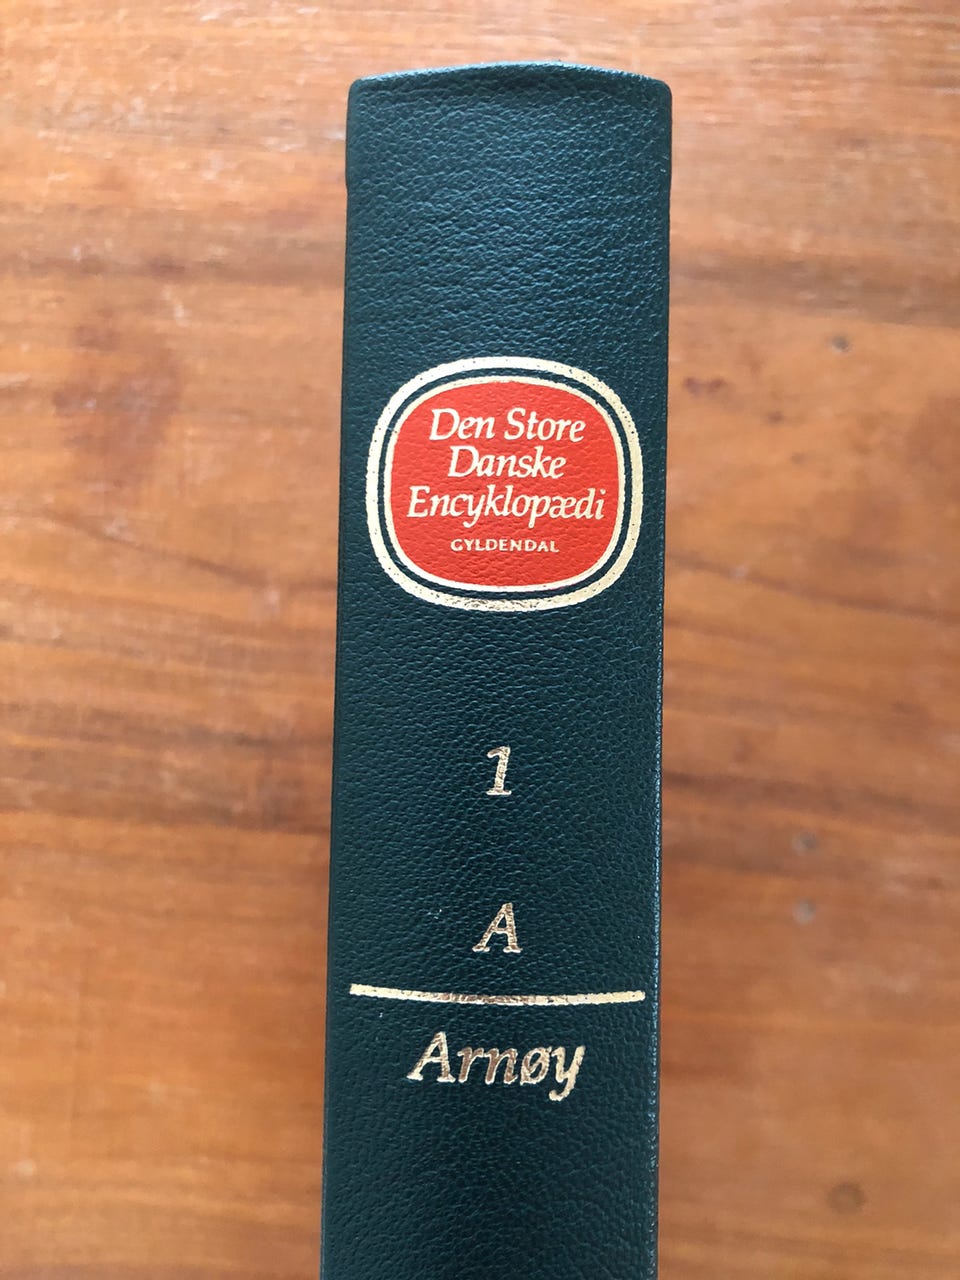 Den Store
Danske
Encyklopædi
GYLDENDAL
1
A
Arnøy